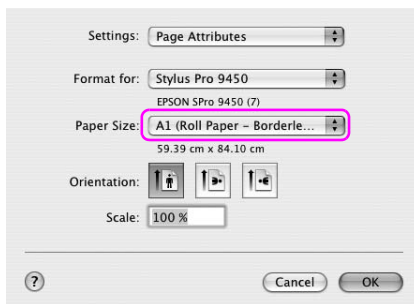 Settings: Page Attributes
Format for: Stylus Pro 9450
EPSON SPro 9450 (7)
Paper Size: A1 (Roll Paper – Borderle...
59.39 cm x 84.10 cm
Orientation:
Scale: 100 %
? Cancel OK